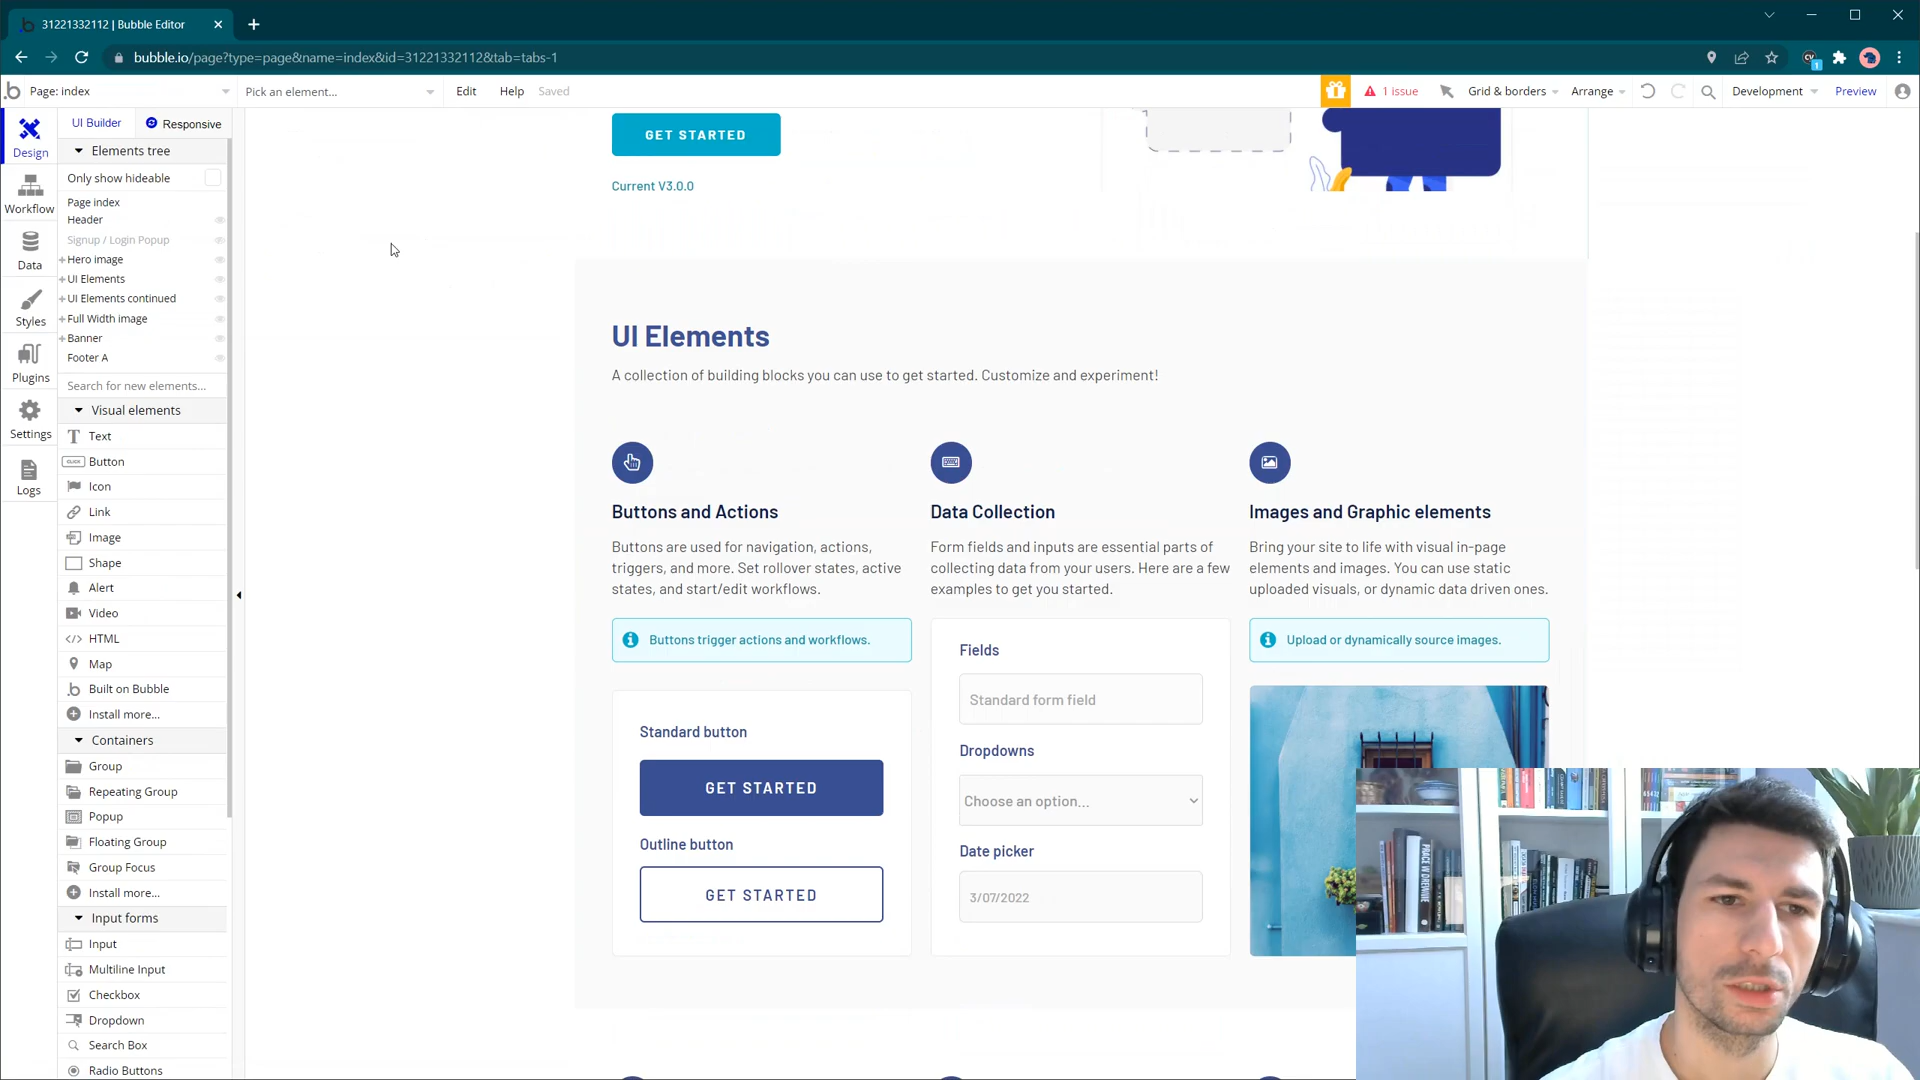 31221332112 | Bubble Editor
bubble.io/page?type=page&name=index&id=31221332112&tab=tabs-1
Page: index
Pick an element...
Edit
Help
Saved
1 issue
Grid & borders
Arrange
Development
Preview
Design
Workflow
Data
Styles
Plugins
Settings
Logs
UI Builder
Responsive
Elements tree
Only show hideable
Page index
Header
Signup / Login Popup
Hero image
UI Elements
UI Elements continued
Full Width image
Banner
Footer A
Search for new elements...
Visual elements
Text
CLICK Button
Icon
Link
Image
Shape
Alert
Video
HTML
Map
Built on Bubble
Install more...
Containers
Group
Repeating Group
Popup
Floating Group
Group Focus
Install more...
Input forms
Input
Multiline Input
Checkbox
Dropdown
Search Box
Radio Buttons
GET STARTED
Current V3.0.0
UI Elements
A collection of building blocks you can use to get started. Customize and experiment!
Buttons and Actions
Buttons are used for navigation, actions,
triggers, and more. Set rollover states, active
states, and start/edit workflows.
Buttons trigger actions and workflows.
Standard button
GET STARTED
Outline button
GET STARTED
Data Collection
Form fields and inputs are essential parts of
collecting data from your users. Here are a few
examples to get you started.
Fields
Standard form field
Dropdowns
Choose an option...
Date picker
3/07/2022
Images and Graphic elements
Bring your site to life with visual in-page
elements and images. You can use static
uploaded visuals, or dynamic data driven ones.
Upload or dynamically source images.